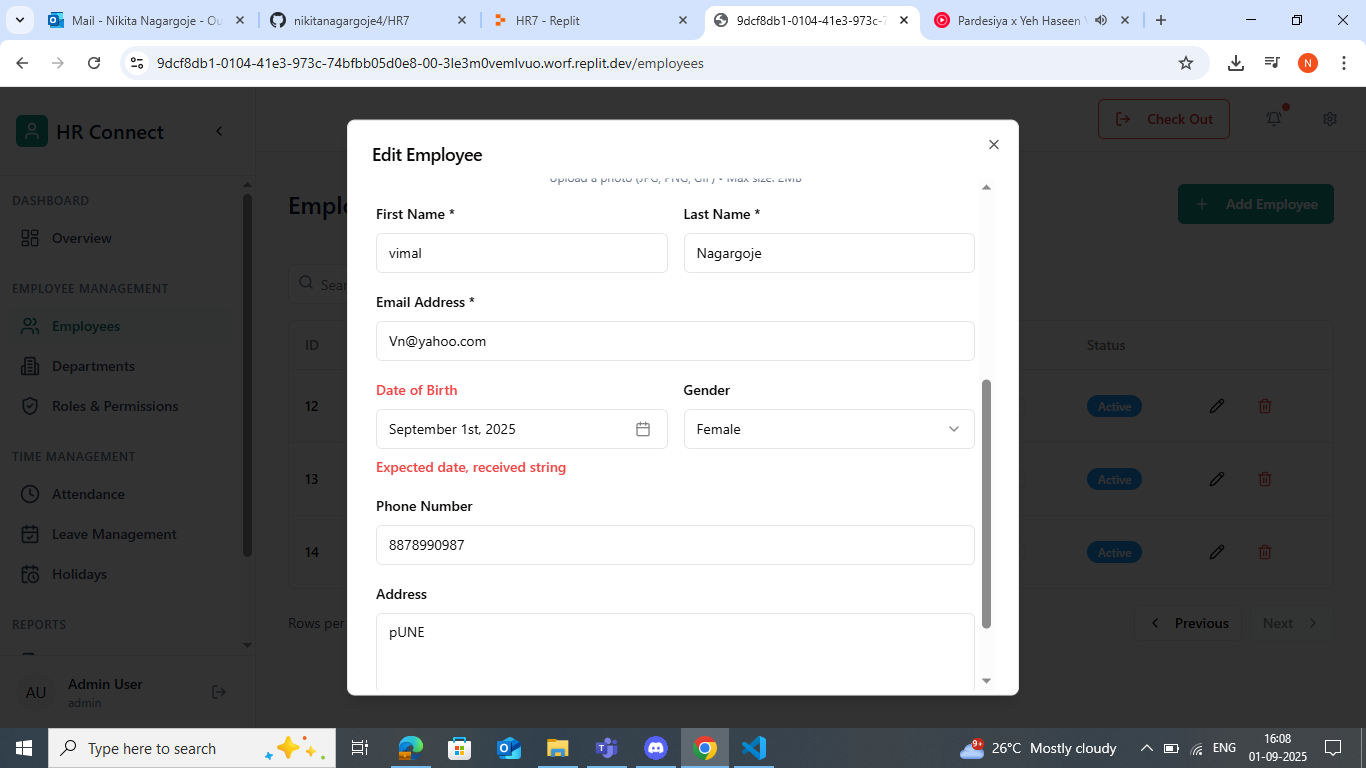 Mail - Nikita Nagargoje - Ou
nikitanagargoje4/HR7
HR7 - Replit
9dcf8db1-0104-41e3-973c-7
Pardesiya x Yeh Haseen
9dcf8db1-0104-41e3-973c-74bfbb05d0e8-00-3le3m0vemlvuo.worf.replit.dev/employees
N
HR Connect
Check Out
DASHBOARD
Overview
EMPLOYEE MANAGEMENT
Employees
Departments
Roles & Permissions
TIME MANAGEMENT
Attendance
Leave Management
Holidays
REPORTS
AU
Admin User
admin
Emplo
Add Employee
Sear
ID
Status
12
Active
13
Active
14
Active
Rows per
Previous
Next
Edit Employee
Upload a photo (JPG, PNG, GIF) • Max size: 2MB
First Name *
Last Name *
vimal
Nagargoje
Email Address *
Vn@yahoo.com
Date of Birth
Gender
September 1st, 2025
Female
Expected date, received string
Phone Number
8878990987
Address
pUNE
Type here to search
9+
26°C Mostly cloudy
ENG
16:08
01-09-2025